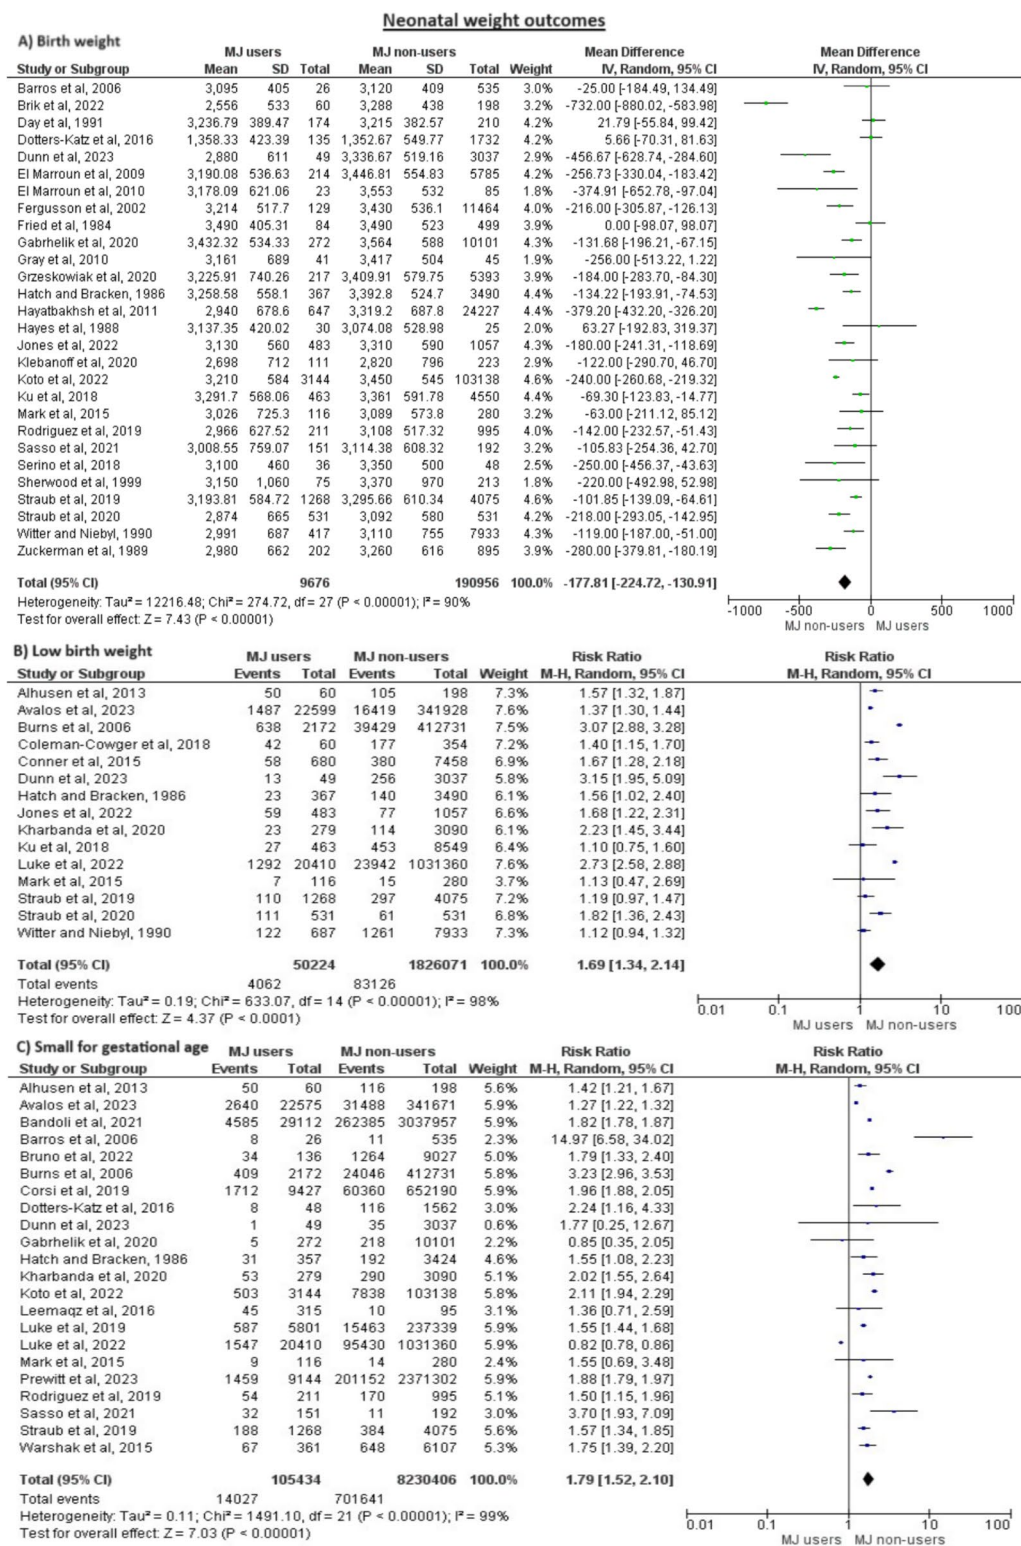 Neonatal weight outcomes
A) Birth weight
MJ users MJ non-users Mean Difference Mean Difference
Study or Subgroup Mean SD Total Mean SD Total Weight IV, Random, 95% CI IV, Random, 95% CI
Barros et al, 2006 3,095 405 26 3,120 409 535 3.0% -25.00 [-184.49, 134.49]
Brik et al, 2022 2,556 533 60 3,288 438 198 3.2% -732.00 [-880.02, -583.98]
Day et al, 1991 3,236.79 389.47 174 3,215 382.57 210 4.2% 21.79 [-55.84, 99.42]
Dotters-Katz et al, 2016 1,358.33 423.39 135 1,352.67 549.77 1732 4.2% 5.66 [-70.31, 81.63]
Dunn et al, 2023 2,880 611 49 3,336.67 519.16 3037 2.9% -456.67 [-628.74, -284.60]
El Marroun et al, 2009 3,190.08 536.63 214 3,446.81 554.83 5785 4.2% -256.73 [-330.04, -183.42]
El Marroun et al, 2010 3,178.09 621.06 23 3,553 532 85 1.8% -374.91 [-652.78, -97.04]
Fergusson et al, 2002 3,214 517.7 129 3,430 536.1 11464 4.0% -216.00 [-305.87, -126.13]
Fried et al, 1984 3,490 405.31 84 3,490 523 499 3.9% 0.00 [-98.07, 98.07]
Gabrhelik et al, 2020 3,432.32 534.33 272 3,564 588 10101 4.3% -131.68 [-196.21, -67.15]
Gray et al, 2010 3,161 689 41 3,417 504 45 1.9% -256.00 [-513.22, 1.22]
Grzeskowiak et al, 2020 3,225.91 740.26 217 3,409.91 579.75 5393 3.9% -184.00 [-283.70, -84.30]
Hatch and Bracken, 1986 3,258.58 558.1 367 3,392.8 524.7 3490 4.4% -134.22 [-193.91, -74.53]
Hayatbakhsh et al, 2011 2,940 678.6 647 3,319.2 687.8 24227 4.4% -379.20 [-432.20, -326.20]
Hayes et al, 1988 3,137.35 420.02 30 3,074.08 528.98 25 2.0% 63.27 [-192.83, 319.37]
Jones et al, 2022 3,130 560 483 3,310 590 1057 4.4% -180.00 [-241.31, -118.69]
Klebanoff et al, 2020 2,698 712 111 2,820 796 223 2.9% -122.00 [-290.70, 46.70]
Koto et al, 2022 3,210 584 3144 3,450 545 103138 4.6% -240.00 [-260.68, -219.32]
Ku et al, 2018 3,291.7 568.06 463 3,361 591.78 4550 4.4% -69.30 [-123.83, -14.77]
Mark et al, 2015 3,026 725.3 116 3,089 573.8 280 3.2% -63.00 [-211.12, 85.12]
Rodriguez et al, 2019 2,966 627.52 211 3,108 517.32 995 4.0% -142.00 [-232.57, -51.43]
Sasso et al, 2021 3,008.55 759.07 151 3,114.38 608.32 192 3.2% -105.83 [-254.36, 42.70]
Serino et al, 2018 3,100 460 36 3,350 500 48 2.5% -250.00 [-456.37, -43.63]
Sherwood et al, 1999 3,150 1,060 75 3,370 970 213 1.8% -220.00 [-492.98, 52.98]
Straub et al, 2019 3,193.81 584.72 1268 3,295.66 610.34 4075 4.6% -101.85 [-139.09, -64.61]
Straub et al, 2020 2,874 665 531 3,092 580 531 4.2% -218.00 [-293.05, -142.95]
Witter and Niebyl, 1990 2,991 687 417 3,110 755 7933 4.3% -119.00 [-187.00, -51.00]
Zuckerman et al, 1989 2,980 662 202 3,260 616 895 3.9% -280.00 [-379.81, -180.19]
Total (95% CI) 9676 190956 100.0% -177.81 [-224.72, -130.91]
Heterogeneity: Tau² = 12216.48; Chi² = 274.72, df = 27 (P < 0.00001); I² = 90%
Test for overall effect: Z = 7.43 (P < 0.00001)
-1000 -500 0 500 1000
MJ non-users MJ users
B) Low birth weight
MJ users MJ non-users Risk Ratio Risk Ratio
Study or Subgroup Events Total Events Total Weight M-H, Random, 95% CI M-H, Random, 95% CI
Alhusen et al, 2013 50 60 105 198 7.3% 1.57 [1.32, 1.87]
Avalos et al, 2023 1487 22599 16419 341928 7.6% 1.37 [1.30, 1.44]
Burns et al, 2006 638 2172 39429 412731 7.5% 3.07 [2.88, 3.28]
Coleman-Cowger et al, 2018 42 60 177 354 7.2% 1.40 [1.15, 1.70]
Conner et al, 2015 58 680 380 7458 6.9% 1.67 [1.28, 2.18]
Dunn et al, 2023 13 49 256 3037 5.8% 3.15 [1.95, 5.09]
Hatch and Bracken, 1986 23 367 140 3490 6.1% 1.56 [1.02, 2.40]
Jones et al, 2022 59 483 77 1057 6.6% 1.68 [1.22, 2.31]
Kharbanda et al, 2020 23 279 114 3090 6.1% 2.23 [1.45, 3.44]
Ku et al, 2018 27 463 453 8549 6.4% 1.10 [0.75, 1.60]
Luke et al, 2022 1292 20410 23942 1031360 7.6% 2.73 [2.58, 2.88]
Mark et al, 2015 7 116 15 280 3.7% 1.13 [0.47, 2.69]
Straub et al, 2019 110 1268 297 4075 7.2% 1.19 [0.97, 1.47]
Straub et al, 2020 111 531 61 531 6.8% 1.82 [1.36, 2.43]
Witter and Niebyl, 1990 122 687 1261 7933 7.3% 1.12 [0.94, 1.32]
Total (95% CI) 50224 1826071 100.0% 1.69 [1.34, 2.14]
Total events 4062 83126
Heterogeneity: Tau² = 0.19; Chi² = 633.07, df = 14 (P < 0.00001); I² = 98%
Test for overall effect: Z = 4.37 (P < 0.0001)
0.01 0.1 1 10 100
MJ users MJ non-users
C) Small for gestational age
MJ users MJ non-users Risk Ratio Risk Ratio
Study or Subgroup Events Total Events Total Weight M-H, Random, 95% CI M-H, Random, 95% CI
Alhusen et al, 2013 50 60 116 198 5.6% 1.42 [1.21, 1.67]
Avalos et al, 2023 2640 22575 31488 341671 5.9% 1.27 [1.22, 1.32]
Bandoli et al, 2021 4585 29112 262385 3037957 5.9% 1.82 [1.78, 1.87]
Barros et al, 2006 8 26 11 535 2.3% 14.97 [6.58, 34.02]
Bruno et al, 2022 34 136 1264 9027 5.0% 1.79 [1.33, 2.40]
Burns et al, 2006 409 2172 24046 412731 5.9% 3.23 [2.96, 3.53]
Corsi et al, 2019 1712 9427 60360 652190 5.9% 1.96 [1.88, 2.05]
Dotters-Katz et al, 2016 8 48 116 1562 3.0% 2.24 [1.16, 4.33]
Dunn et al, 2023 1 49 35 3037 0.6% 1.77 [0.25, 12.67]
Gabrhelik et al, 2020 5 272 218 10101 2.2% 0.85 [0.35, 2.05]
Hatch and Bracken, 1986 31 357 192 3424 4.6% 1.55 [1.08, 2.23]
Kharbanda et al, 2020 53 279 290 3090 5.1% 2.02 [1.55, 2.64]
Koto et al, 2022 503 3144 7838 103138 5.8% 2.11 [1.94, 2.29]
Leemaqz et al, 2016 45 315 10 95 3.1% 1.36 [0.71, 2.59]
Luke et al, 2019 587 5801 15463 237339 5.9% 1.55 [1.44, 1.68]
Luke et al, 2022 1547 20410 95430 1031360 5.9% 0.82 [0.78, 0.86]
Mark et al, 2015 9 116 14 280 2.4% 1.55 [0.69, 3.48]
Prewitt et al, 2023 1459 9144 201152 2371302 5.9% 1.88 [1.79, 1.97]
Rodriguez et al, 2019 54 211 170 995 5.1% 1.50 [1.15, 1.96]
Sasso et al, 2021 32 151 11 192 3.0% 3.70 [1.93, 7.09]
Straub et al, 2019 188 1268 384 4075 5.6% 1.57 [1.34, 1.85]
Warshak et al, 2015 67 361 648 6107 5.3% 1.75 [1.39, 2.20]
Total (95% CI) 105434 8230406 100.0% 1.79 [1.52, 2.10]
Total events 14027 701641
Heterogeneity: Tau² = 0.11; Chi² = 1491.10, df = 21 (P < 0.00001); I² = 99%
Test for overall effect: Z = 7.03 (P < 0.00001)
0.01 0.1 1 10 100
MJ users MJ non-users